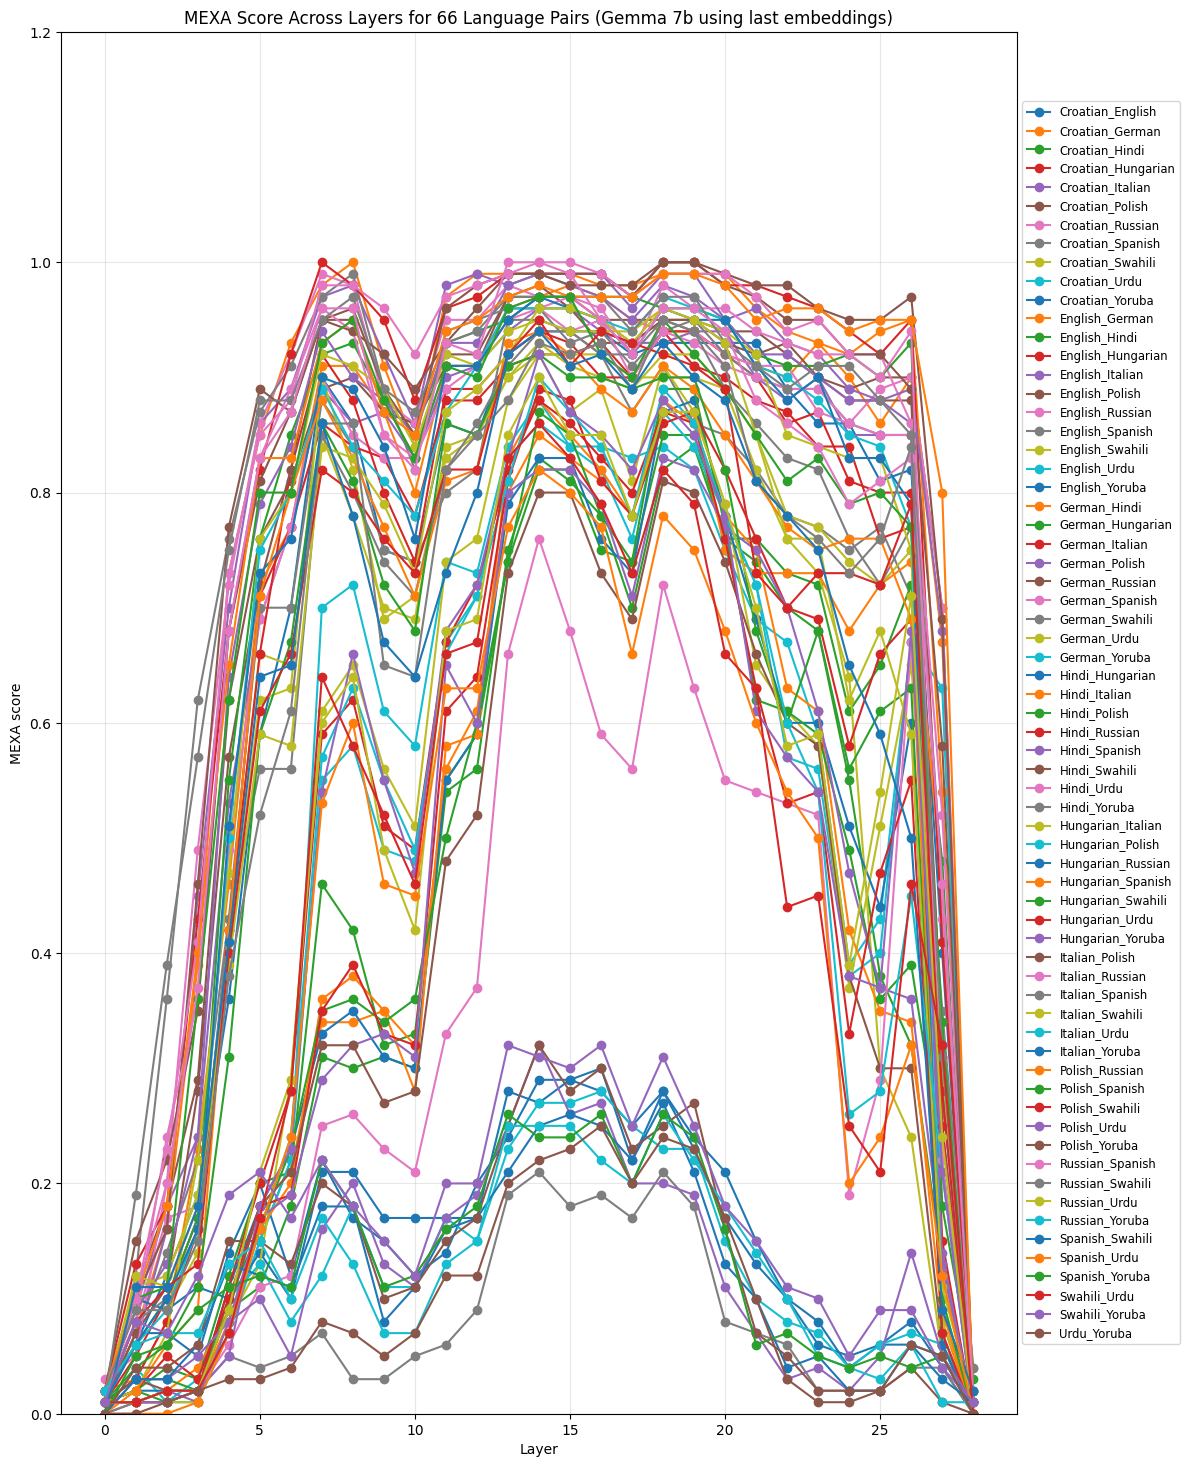 MEXA Score Across Layers for 66 Language Pairs (Gemma 7b using last embeddings)
1.2
1.0
0.8
0.6
0.4
0.2
0.0
MEXA score
0 5 10 15 20 25
Layer
Croatian_English
Croatian_German
Croatian_Hindi
Croatian_Hungarian
Croatian_Italian
Croatian_Polish
Croatian_Russian
Croatian_Spanish
Croatian_Swahili
Croatian_Urdu
Croatian_Yoruba
English_German
English_Hindi
English_Hungarian
English_Italian
English_Polish
English_Russian
English_Spanish
English_Swahili
English_Urdu
English_Yoruba
German_Hindi
German_Hungarian
German_Italian
German_Polish
German_Russian
German_Spanish
German_Swahili
German_Urdu
German_Yoruba
Hindi_Hungarian
Hindi_Italian
Hindi_Polish
Hindi_Russian
Hindi_Spanish
Hindi_Swahili
Hindi_Urdu
Hindi_Yoruba
Hungarian_Italian
Hungarian_Polish
Hungarian_Russian
Hungarian_Spanish
Hungarian_Swahili
Hungarian_Urdu
Hungarian_Yoruba
Italian_Polish
Italian_Russian
Italian_Spanish
Italian_Swahili
Italian_Urdu
Italian_Yoruba
Polish_Russian
Polish_Spanish
Polish_Swahili
Polish_Urdu
Polish_Yoruba
Russian_Spanish
Russian_Swahili
Russian_Urdu
Russian_Yoruba
Spanish_Swahili
Spanish_Urdu
Spanish_Yoruba
Swahili_Urdu
Swahili_Yoruba
Urdu_Yoruba